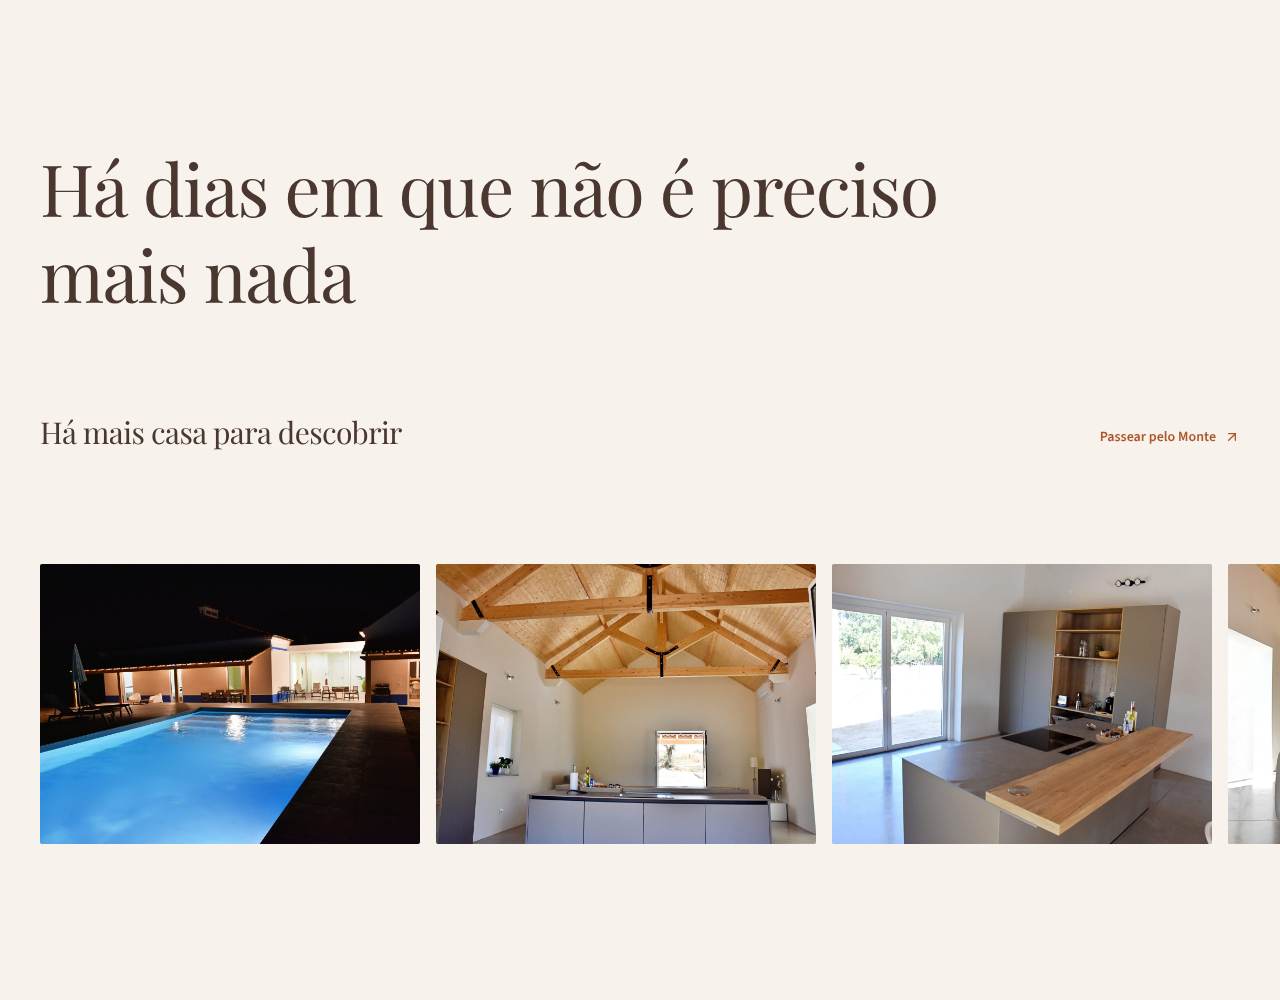 Há dias em que não é preciso
mais nada
Há mais casa para descobrir
Passear pelo Monte